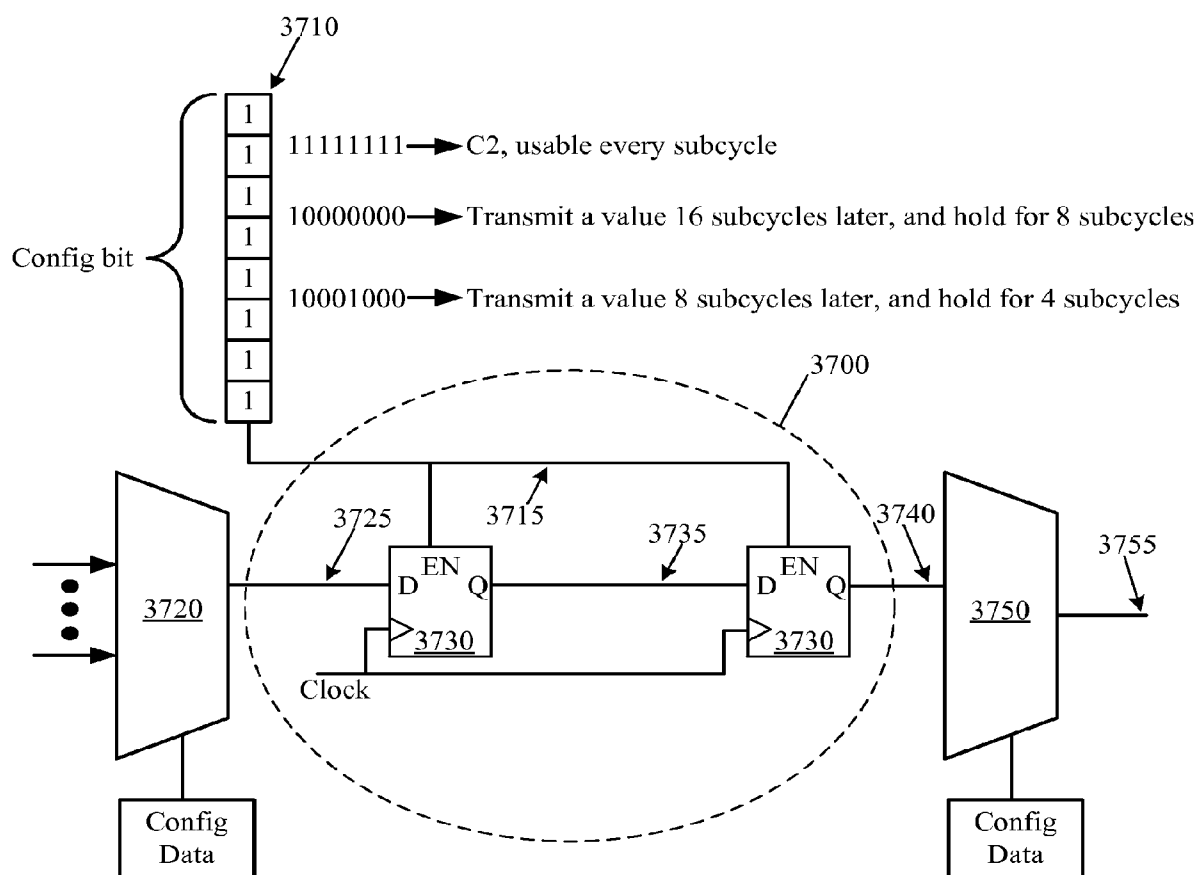 3710
1
1
1
1
1
1
1
1
Config bit
11111111 C2, usable every subcycle
10000000 Transmit a value 16 subcycles later, and hold for 8 subcycles
10001000 Transmit a value 8 subcycles later, and hold for 4 subcycles
3700
3715
3725
3735
3740
3755
3720
D EN Q
3730
D EN Q
3730
3750
Clock
Config
Data
Config
Data